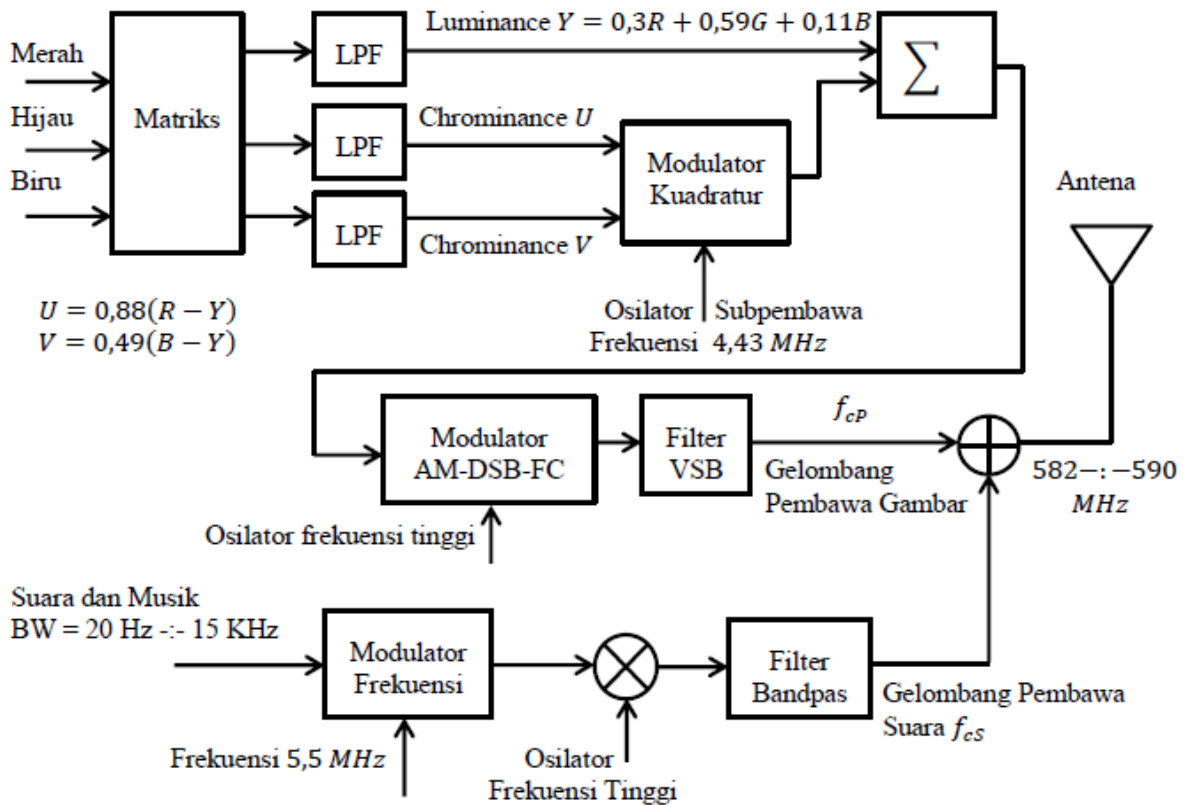 Luminance Y = 0,3R + 0,59G + 0,11B
Merah
Hijau
Biru
Matriks
LPF
LPF
LPF
Chrominance U
Chrominance V
Modulator
Kuadratur
∑
Antena
U = 0,88(R − Y)
V = 0,49(B − Y)
Osilator Subpembawa
Frekuensi 4,43 MHz
Modulator
AM-DSB-FC
Filter
VSB
f_cP
Gelombang
Pembawa Gambar
582−:−590
MHz
Osilator frekuensi tinggi
Suara dan Musik
BW = 20 Hz -:- 15 KHz
Modulator
Frekuensi
Filter
Bandpas
Gelombang Pembawa
Suara f_cS
Frekuensi 5,5 MHz
Osilator
Frekuensi Tinggi